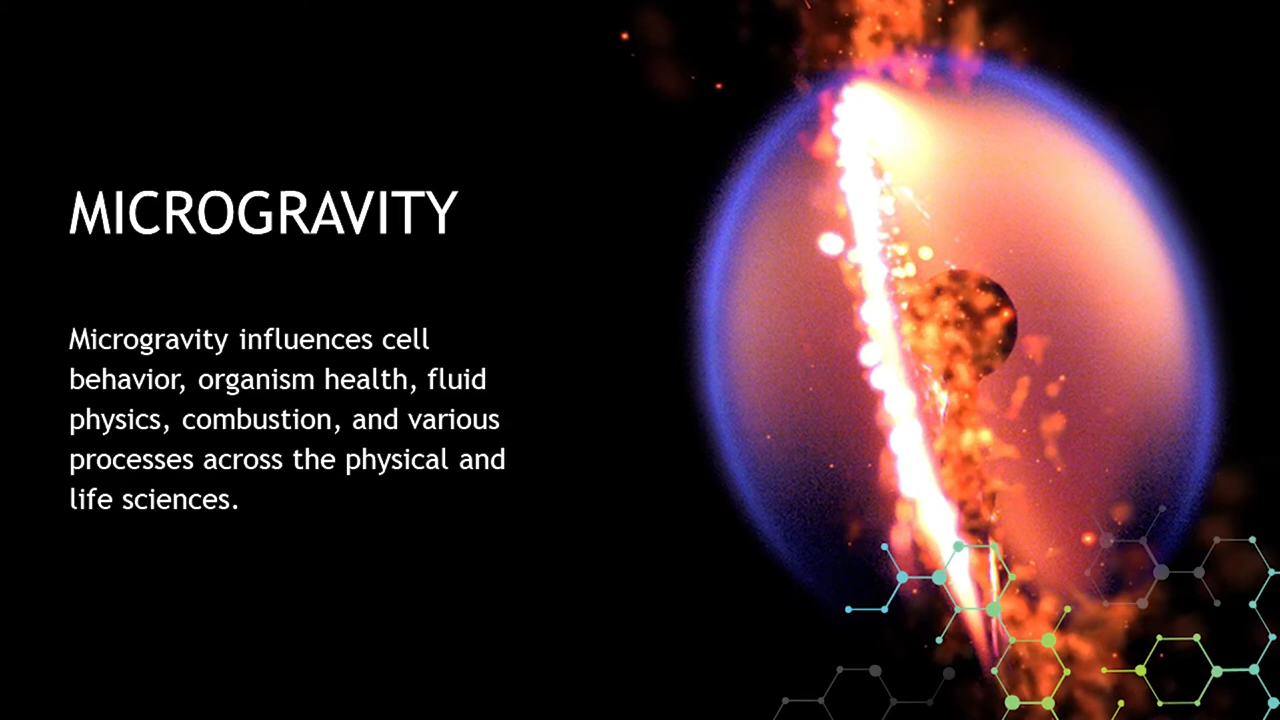 MICROGRAVITY
Microgravity influences cell
behavior, organism health, fluid
physics, combustion, and various
processes across the physical and
life sciences.